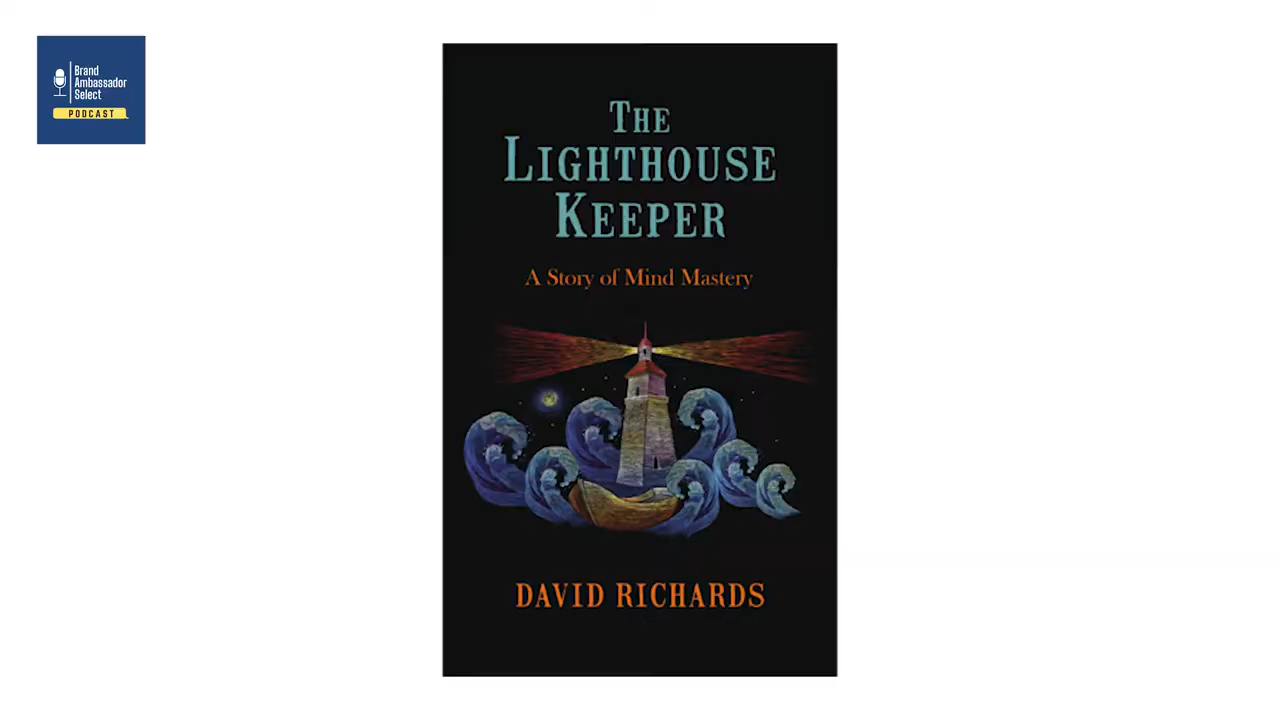 Brand
Ambassador
Select
PODCAST
THE
LIGHTHOUSE
KEEPER
A Story of Mind Mastery
DAVID RICHARDS